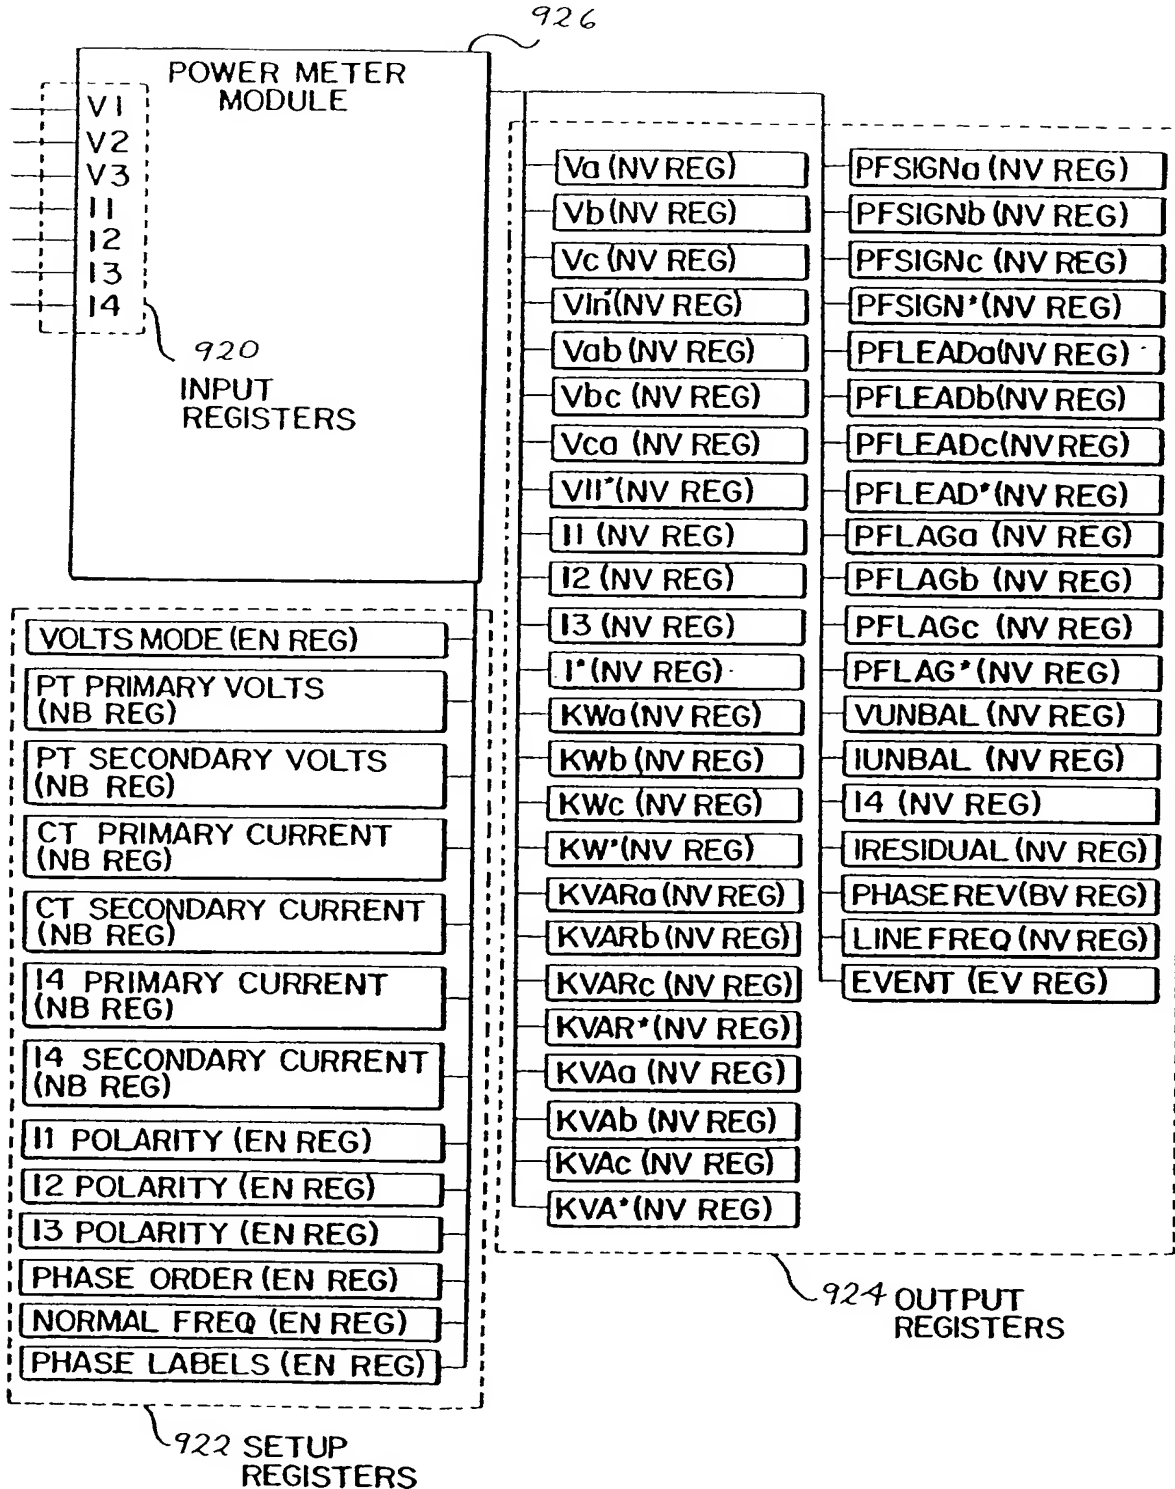 926
POWER METER
MODULE
V1
V2
V3
I1
I2
I3
I4
920
INPUT
REGISTERS
VOLTS MODE (EN REG)
PT PRIMARY VOLTS
(NB REG)
PT SECONDARY VOLTS
(NB REG)
CT PRIMARY CURRENT
(NB REG)
CT SECONDARY CURRENT
(NB REG)
I4 PRIMARY CURRENT
(NB REG)
I4 SECONDARY CURRENT
(NB REG)
I1 POLARITY (EN REG)
I2 POLARITY (EN REG)
I3 POLARITY (EN REG)
PHASE ORDER (EN REG)
NORMAL FREQ (EN REG)
PHASE LABELS (EN REG)
922 SETUP
REGISTERS
Va (NV REG)
Vb (NV REG)
Vc (NV REG)
Vln*(NV REG)
Vab (NV REG)
Vbc (NV REG)
Vca (NV REG)
Vll*(NV REG)
I1 (NV REG)
I2 (NV REG)
I3 (NV REG)
I* (NV REG)
KWa (NV REG)
KWb (NV REG)
KWc (NV REG)
KW*(NV REG)
KVARa (NV REG)
KVARb (NV REG)
KVARc (NV REG)
KVAR*(NV REG)
KVAa (NV REG)
KVAb (NV REG)
KVAc (NV REG)
KVA*(NV REG)
PFSIGNa (NV REG)
PFSIGNb (NV REG)
PFSIGNc (NV REG)
PFSIGN*(NV REG)
PFLEADa(NV REG)
PFLEADb(NV REG)
PFLEADc(NV REG)
PFLEAD*(NV REG)
PFLAGa (NV REG)
PFLAGb (NV REG)
PFLAGc (NV REG)
PFLAG*(NV REG)
VUNBAL (NV REG)
IUNBAL (NV REG)
I4 (NV REG)
IRESIDUAL (NV REG)
PHASE REV(BV REG)
LINE FREQ (NV REG)
EVENT (EV REG)
924 OUTPUT
REGISTERS